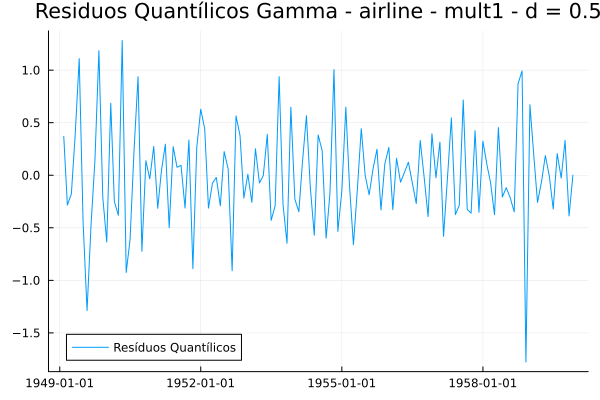 Residuos Quantílicos Gamma - airline - mult1 - d = 0.5
1.0
0.5
0.0
−0.5
−1.0
−1.5
Resíduos Quantílicos
1949-01-01 1952-01-01 1955-01-01 1958-01-01